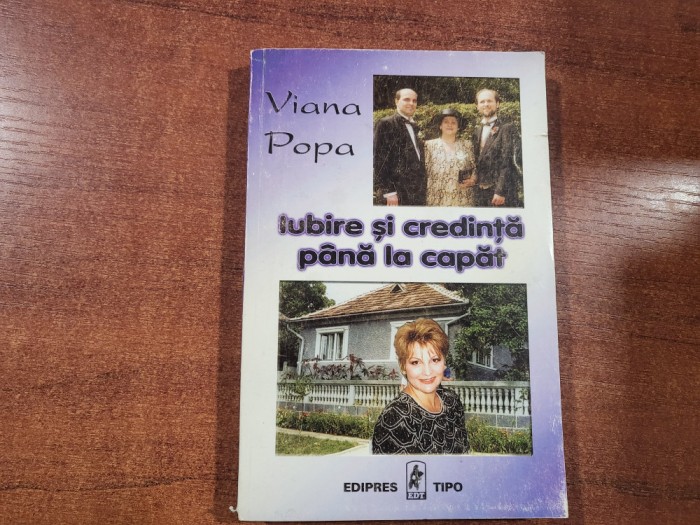 Viana
Popa
Iubire și credință
până la capăt
EDIPRES EDT TIPO